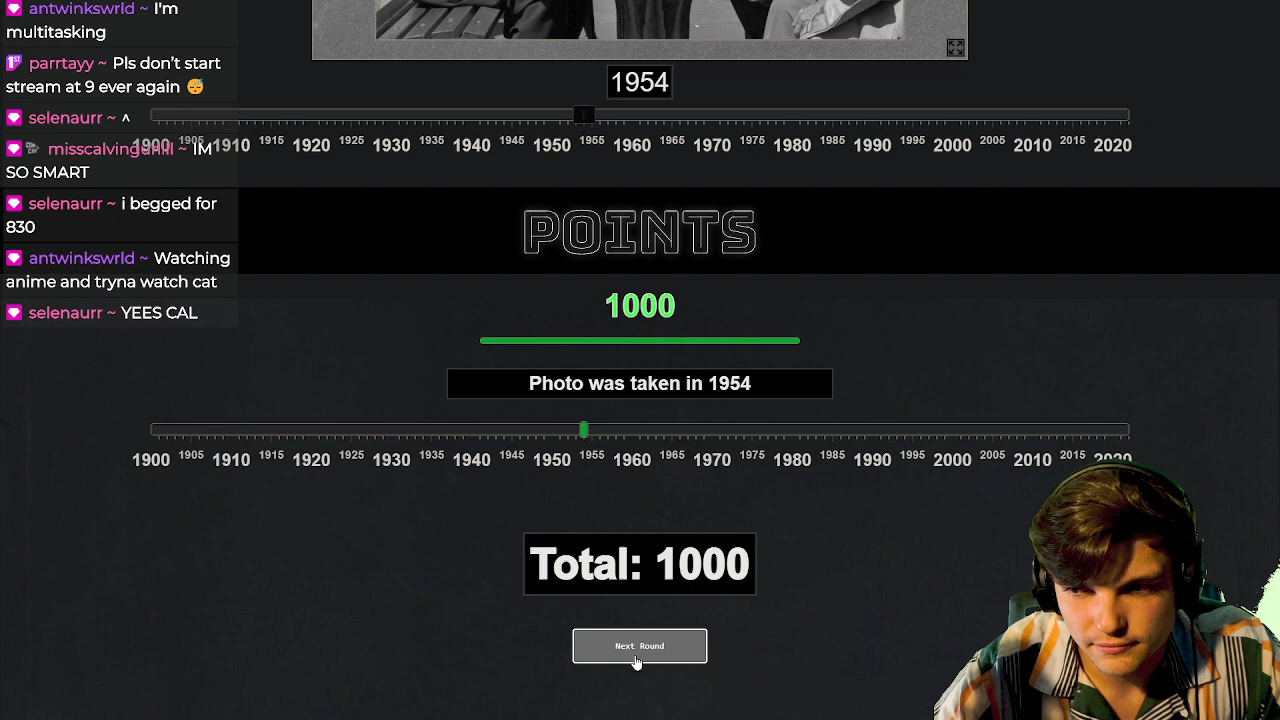 antwinkswrld ~ I'm
multitasking
parrtayy ~ Pls don't start
stream at 9 ever again 😴
selenaurr ~ ^
SO SMART
selenaurr ~ i begged for
830
antwinkswrld ~ Watching
anime and tryna watch cat
selenaurr ~ YEES CAL
1954
1900 1905 1910 1915 1920 1925 1930 1935 1940 1945 1950 1955 1960 1965 1970 1975 1980 1985 1990 1995 2000 2005 2010 2015 2020
POINTS
1000
Photo was taken in 1954
1900 1905 1910 1915 1920 1925 1930 1935 1940 1945 1950 1955 1960 1965 1970 1975 1980 1985 1990 1995 2000 2005 2010 2015 2020
Total: 1000
Next Round